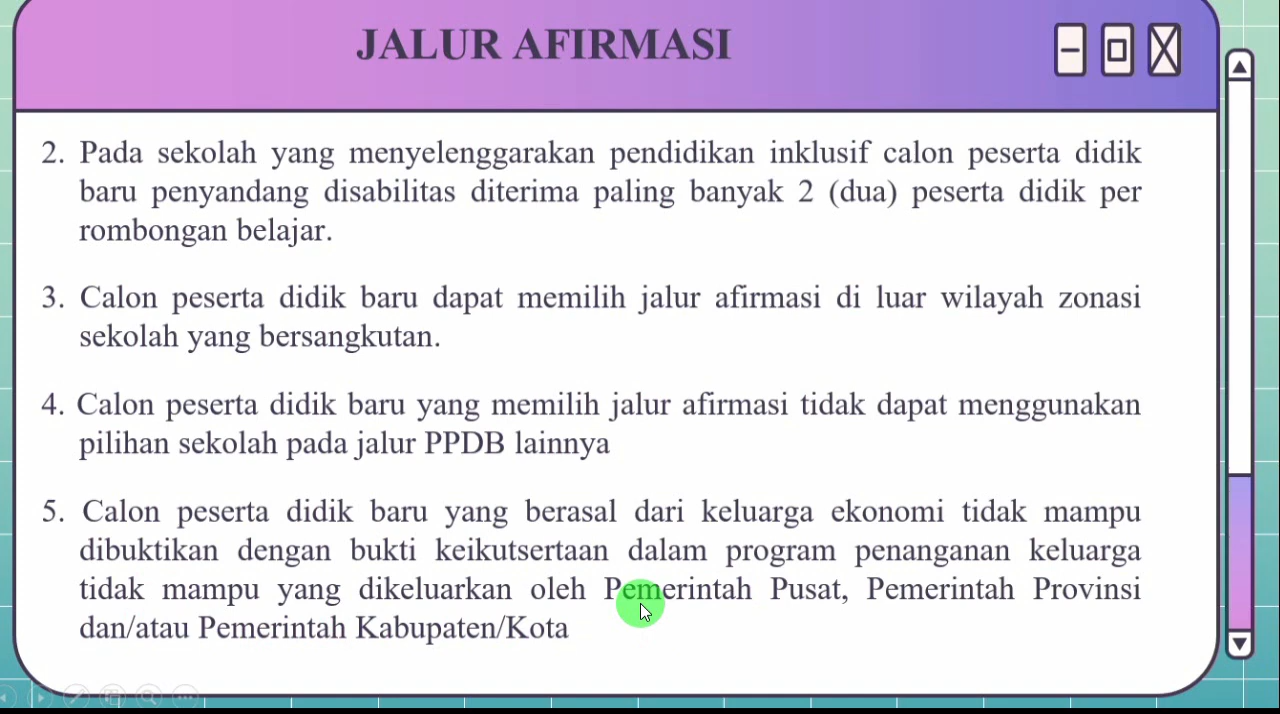 JALUR AFIRMASI
2. Pada sekolah yang menyelenggarakan pendidikan inklusif calon peserta didik
baru penyandang disabilitas diterima paling banyak 2 (dua) peserta didik per
rombongan belajar.
3. Calon peserta didik baru dapat memilih jalur afirmasi di luar wilayah zonasi
sekolah yang bersangkutan.
4. Calon peserta didik baru yang memilih jalur afirmasi tidak dapat menggunakan
pilihan sekolah pada jalur PPDB lainnya
5. Calon peserta didik baru yang berasal dari keluarga ekonomi tidak mampu
dibuktikan dengan bukti keikutsertaan dalam program penanganan keluarga
tidak mampu yang dikeluarkan oleh Pemerintah Pusat, Pemerintah Provinsi
dan/atau Pemerintah Kabupaten/Kota